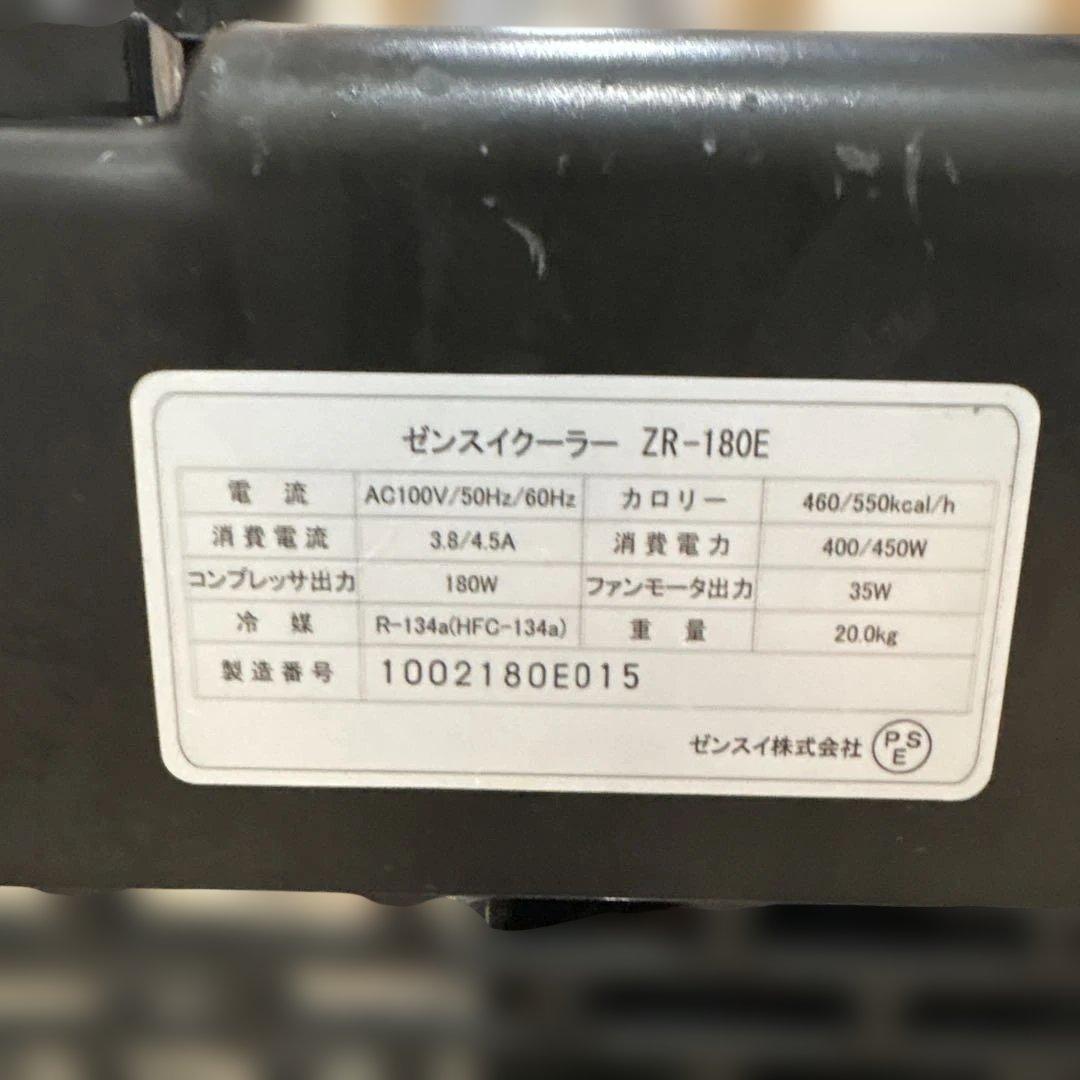 ゼンスイクーラー ZR-180E
電 流 AC100V/50Hz/60Hz カロリー 460/550kcal/h
消費電流 3.8/4.5A 消費電力 400/450W
コンプレッサ出力 180W ファンモータ出力 35W
冷 媒 R-134a(HFC-134a) 重 量 20.0kg
製造番号 1002180E015
ゼンスイ株式会社 PSE